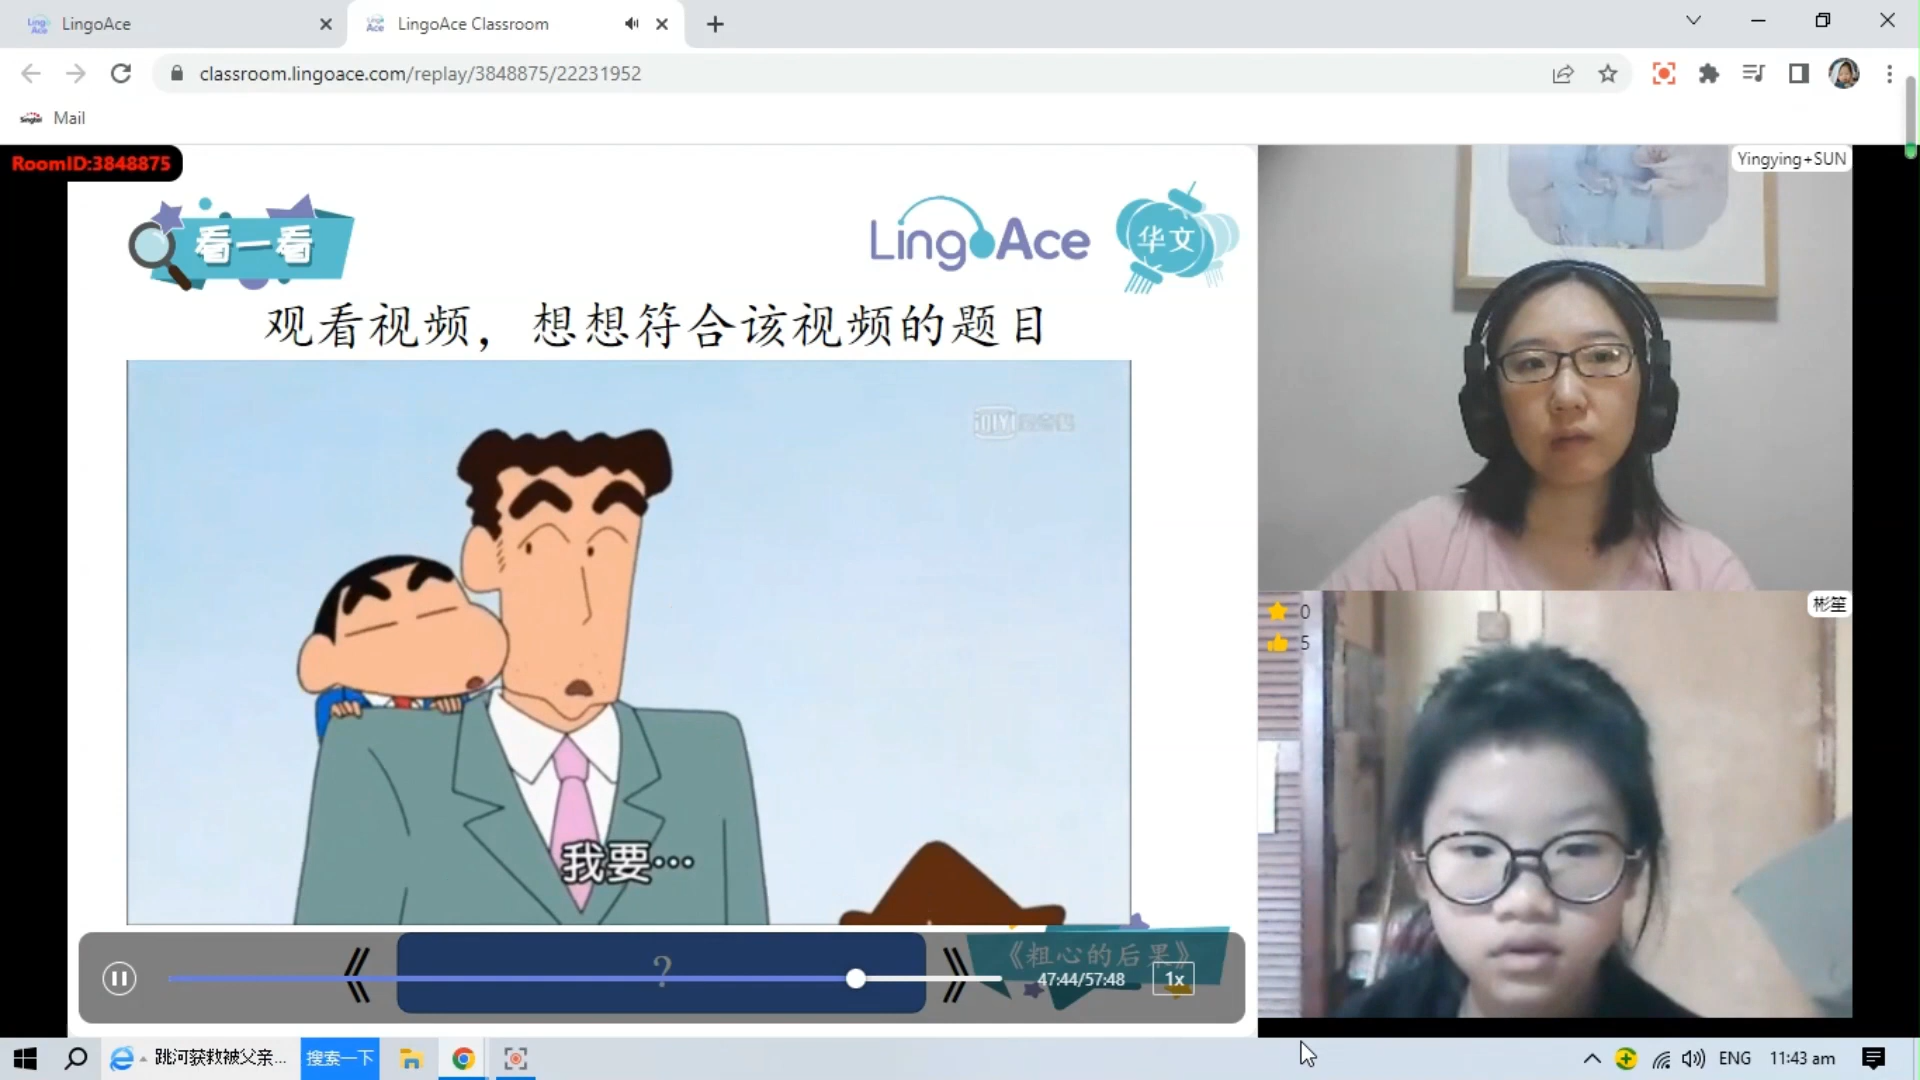 LingoAce
LingoAce Classroom
classroom.lingoace.com/replay/3848875/22231952
Singtel Mail
RoomID:3848875
看一看
LingoAce
华文
观看视频，想想符合该视频的题目
iQIYI
我要…
《 ? 》
《粗心的后果》
47:44/57:48
1x
Yingying+SUN
彬笙
0
5
跳河获救被父亲...
搜索一下
ENG
11:43 am